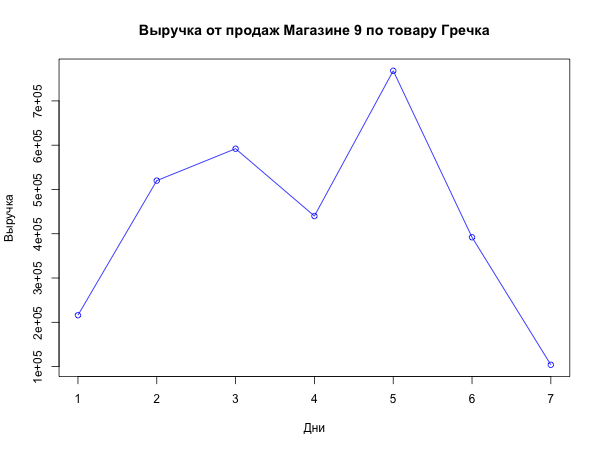 Выручка от продаж Магазине 9 по товару Гречка
Выручка
7e+05
6e+05
5e+05
4e+05
3e+05
2e+05
1e+05
1 2 3 4 5 6 7
Дни